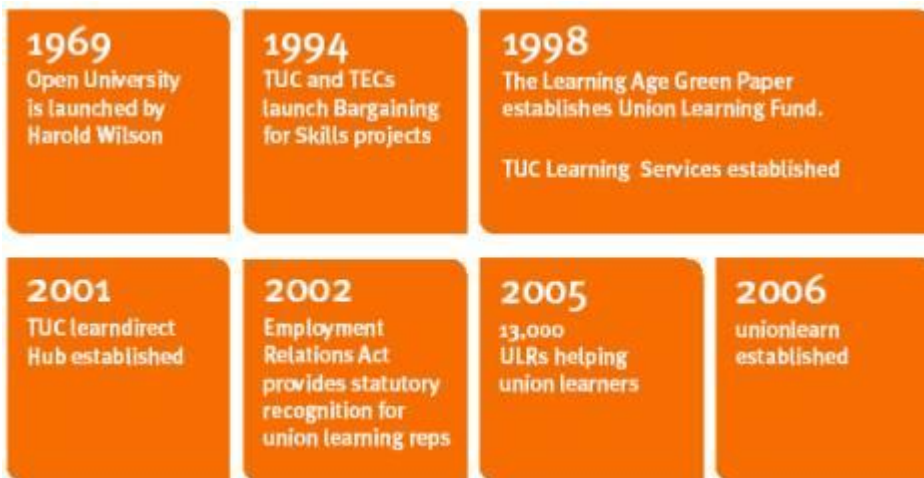 1969
Open University
is launched by
Harold Wilson
1994
TUC and TECs
launch Bargaining
for Skills projects
1998
The Learning Age Green Paper
establishes Union Learning Fund.
TUC Learning Services established
2001
TUC learndirect
Hub established
2002
Employment
Relations Act
provides statutory
recognition for
union learning reps
2005
13,000
ULRs helping
union learners
2006
unionlearn
established